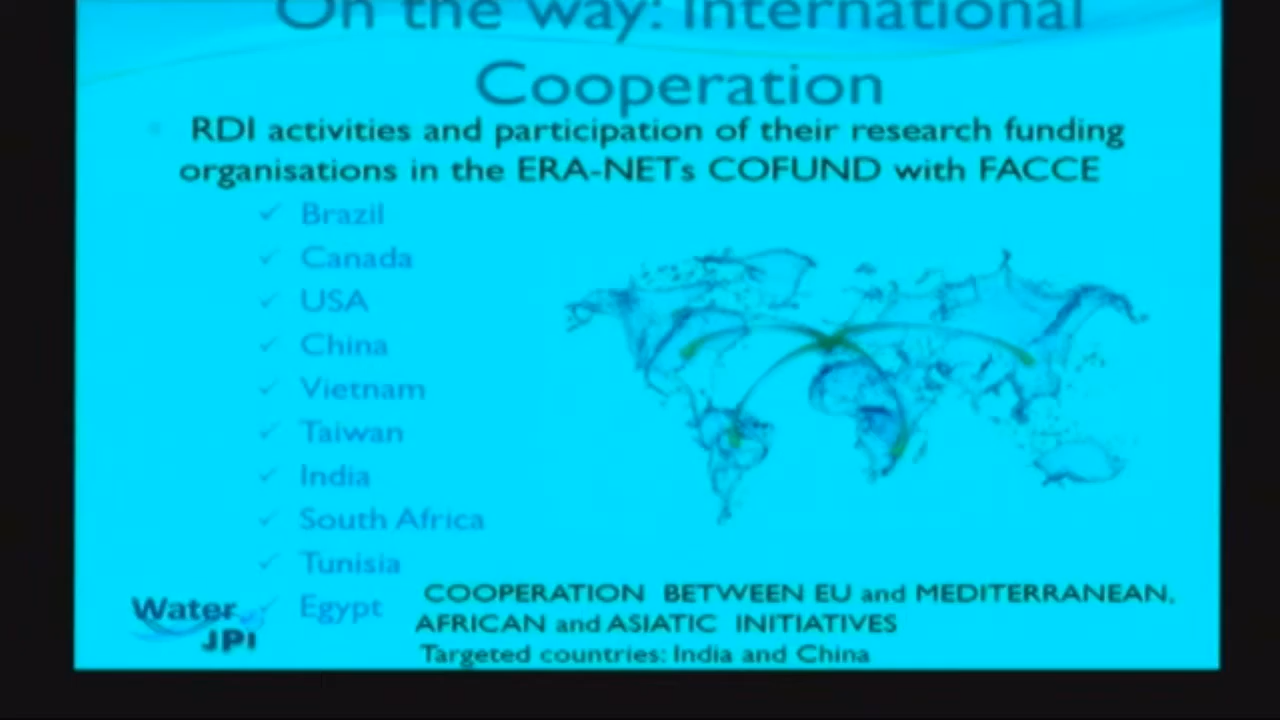 On the way: International
Cooperation
RDI activities and participation of their research funding
organisations in the ERA-NETs COFUND with FACCE
✓ Brazil
✓ Canada
✓ USA
✓ China
✓ Vietnam
✓ Taiwan
✓ India
✓ South Africa
✓ Tunisia
✓ Egypt
Water
JPI
COOPERATION BETWEEN EU and MEDITERRANEAN,
AFRICAN and ASIATIC INITIATIVES
Targeted countries: India and China